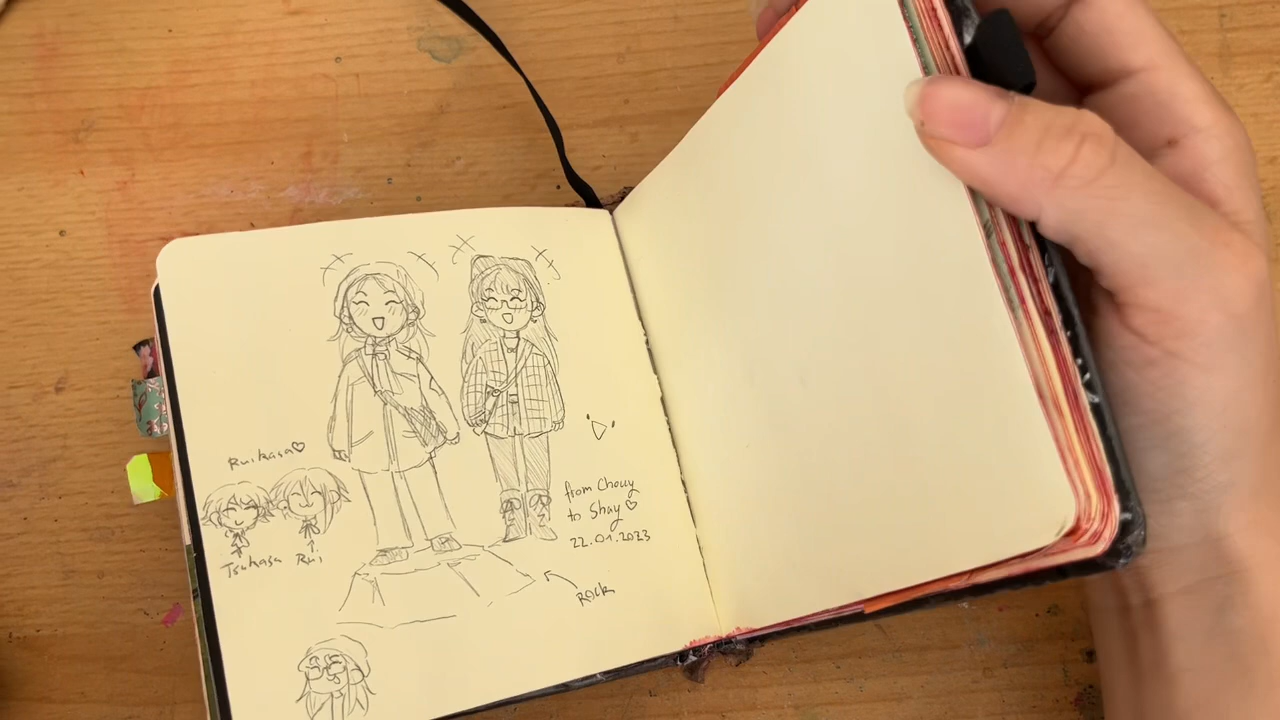 Ruikasa♡
Tsukasa
Rui
from Chouy
to Shay ♡
22.01.2023
Rock